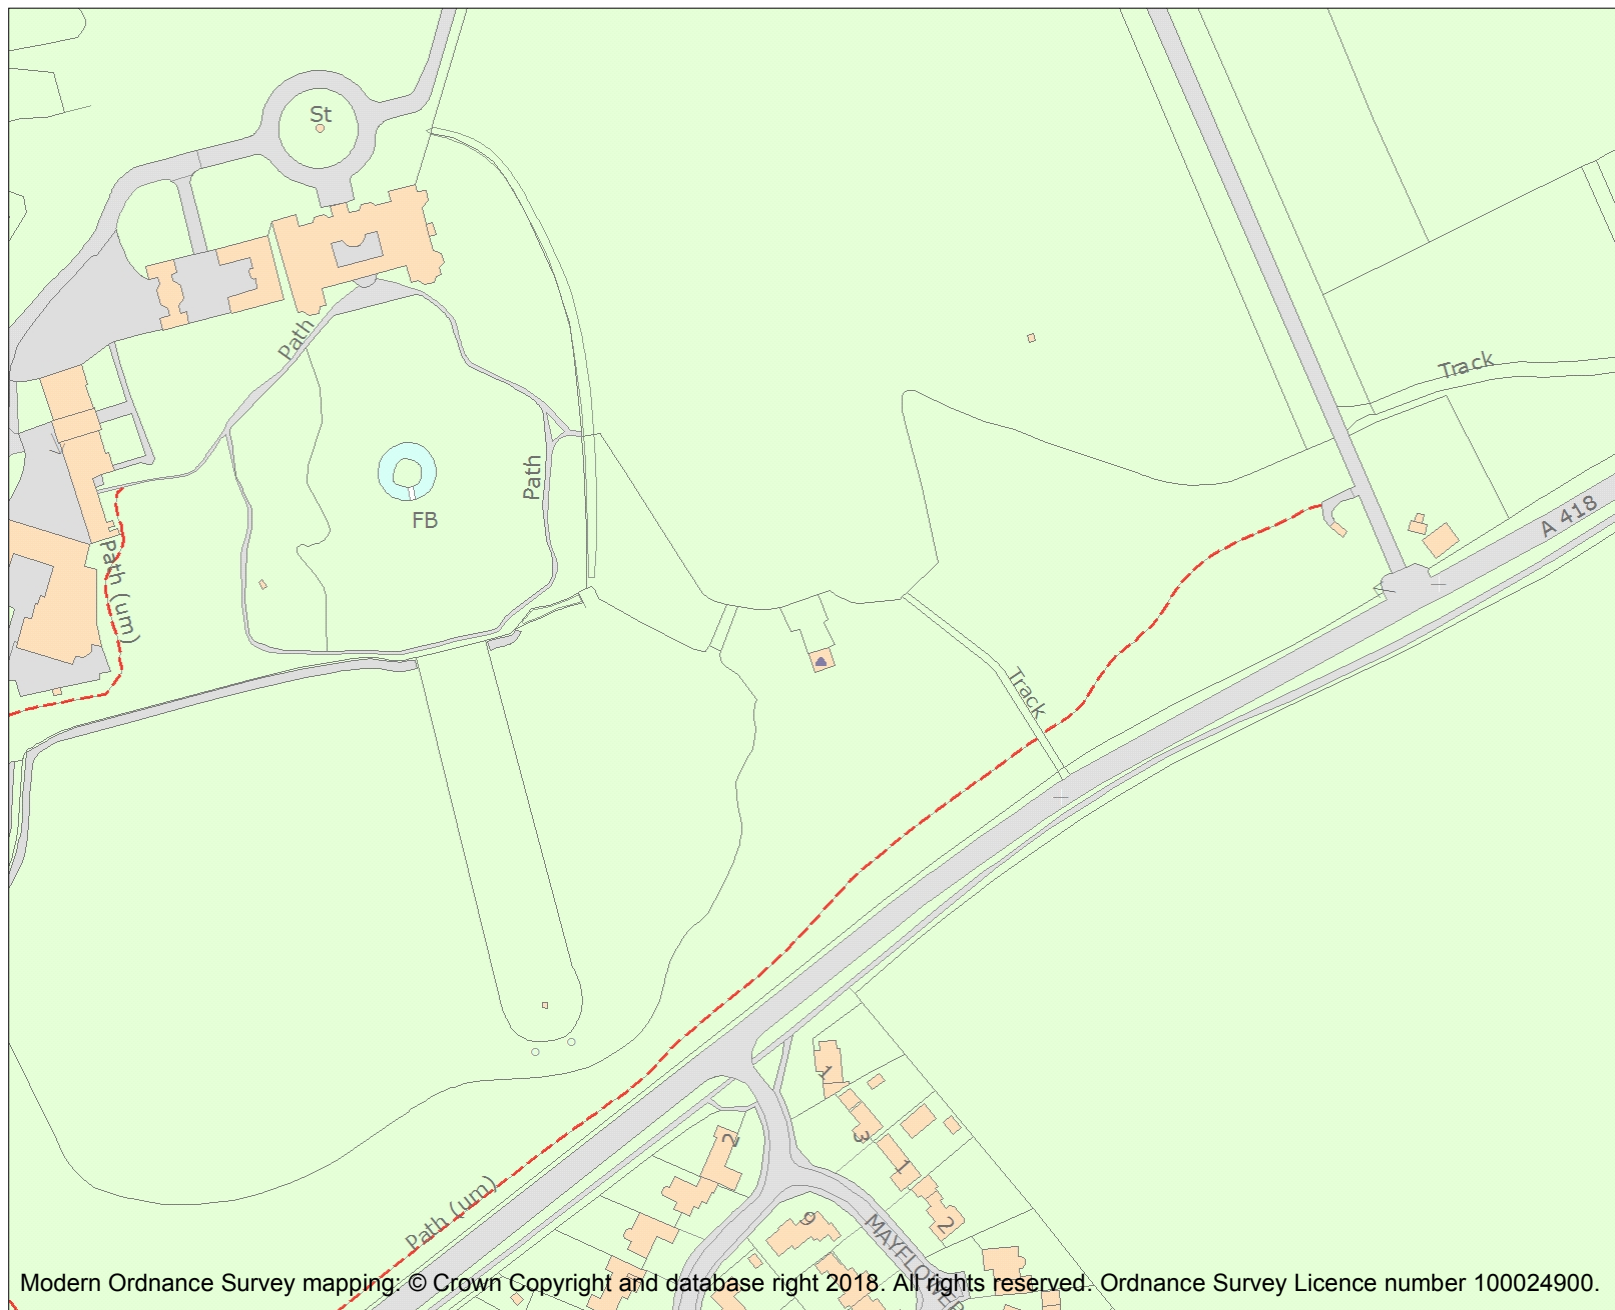 St
Path
FB
Path
Path (um)
Track
A 418
Track
1
2
3
1
2
9
Path (um)
MAYFLOWER
Modern Ordnance Survey mapping: © Crown Copyright and database right 2018. All rights reserved. Ordnance Survey Licence number 100024900.